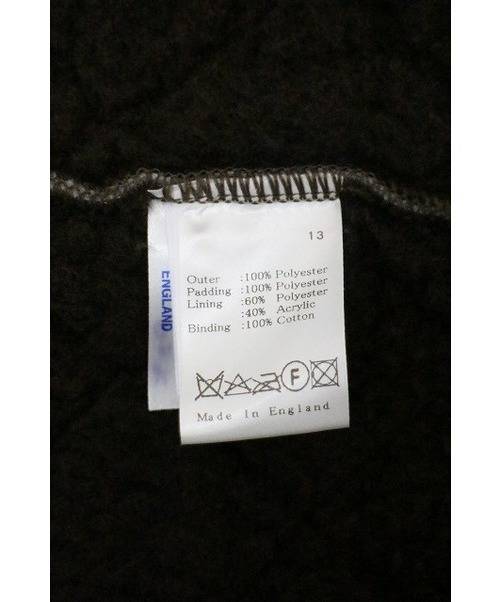 13
Outer :100% Polyester
Padding :100% Polyester
Lining :60% Polyester
:40% Acrylic
Binding :100% Cotton
F
Made In England
ENGLAND